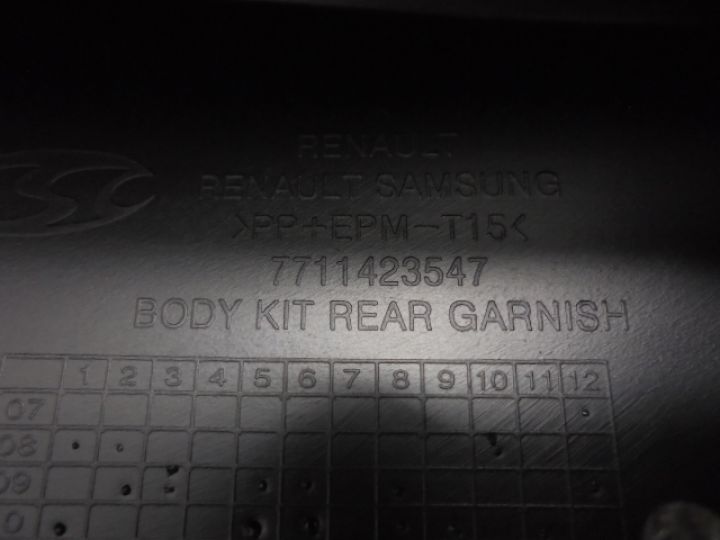 RENAULT
RENAULT SAMSUNG
>PP+EPM-T15<
7711423547
BODY KIT REAR GARNISH
1 2 3 4 5 6 7 8 9 10 11 12
07
08
09
0